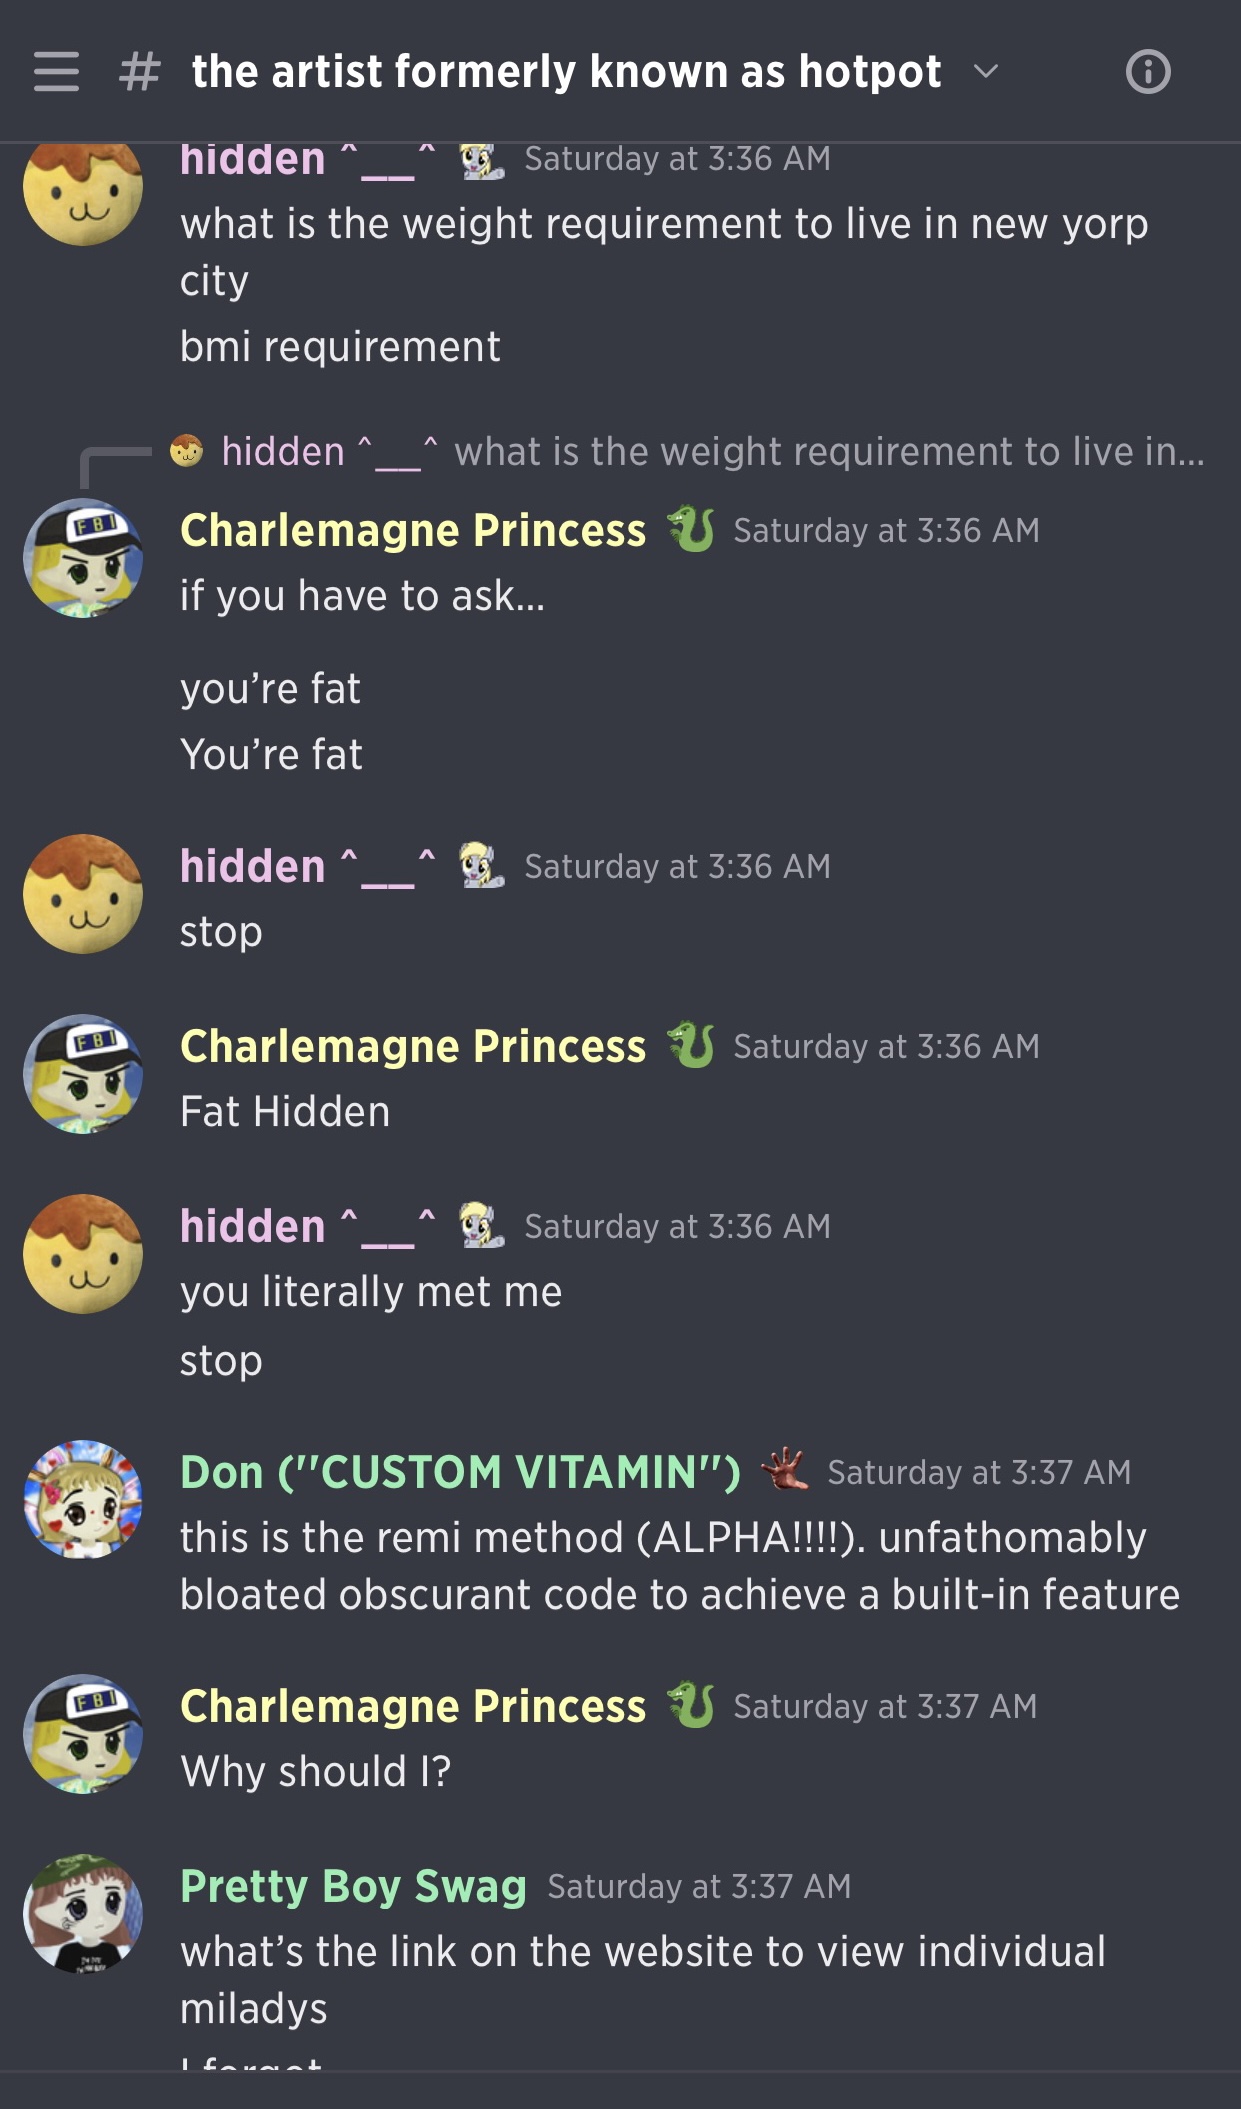 # the artist formerly known as hotpot
hidden ^__^ Saturday at 3:36 AM
what is the weight requirement to live in new yorp
city
bmi requirement
hidden ^__^ what is the weight requirement to live in...
FBI
Charlemagne Princess Saturday at 3:36 AM
if you have to ask...
you’re fat
You’re fat
hidden ^__^ Saturday at 3:36 AM
stop
FBI
Charlemagne Princess Saturday at 3:36 AM
Fat Hidden
hidden ^__^ Saturday at 3:36 AM
you literally met me
stop
Don ("CUSTOM VITAMIN") Saturday at 3:37 AM
this is the remi method (ALPHA!!!!). unfathomably
bloated obscurant code to achieve a built-in feature
FBI
Charlemagne Princess Saturday at 3:37 AM
Why should I?
Pretty Boy Swag Saturday at 3:37 AM
what’s the link on the website to view individual
miladys
I forgot